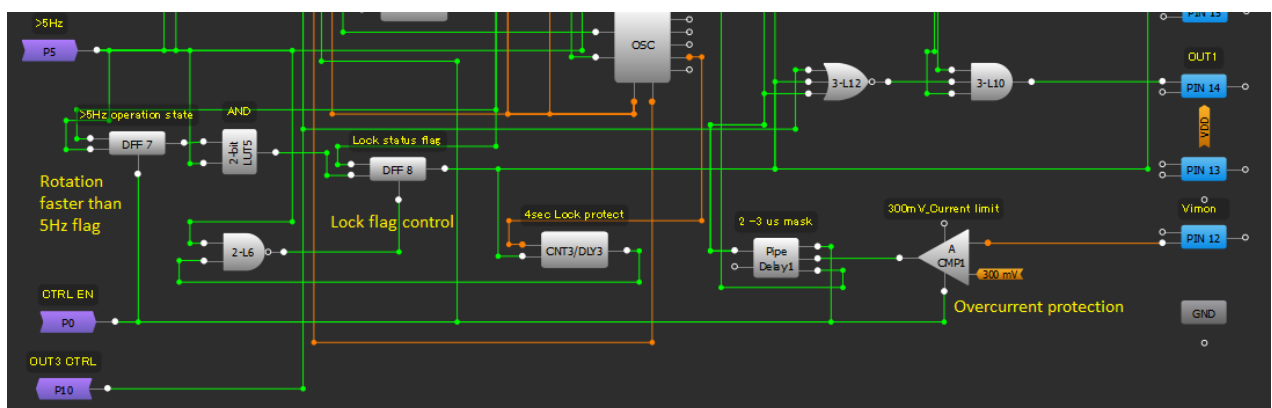 >5Hz
P5
OSC
PIN 15
OUT1
3-L12
3-L10
PIN 14
VDD
>5Hz operation state
AND
DFF 7
2-bit
LUT5
Lock status flag
DFF 8
PIN 13
Rotation
faster than
5Hz flag
Lock flag control
4sec Lock protect
2 -3 us mask
300mV_Current limit
Vimon
2-L6
CNT3/DLY3
Pipe
Delay1
A
CMP1
PIN 12
300 mV
CTRL EN
P0
Overcurrent protection
GND
OUT3 CTRL
P10